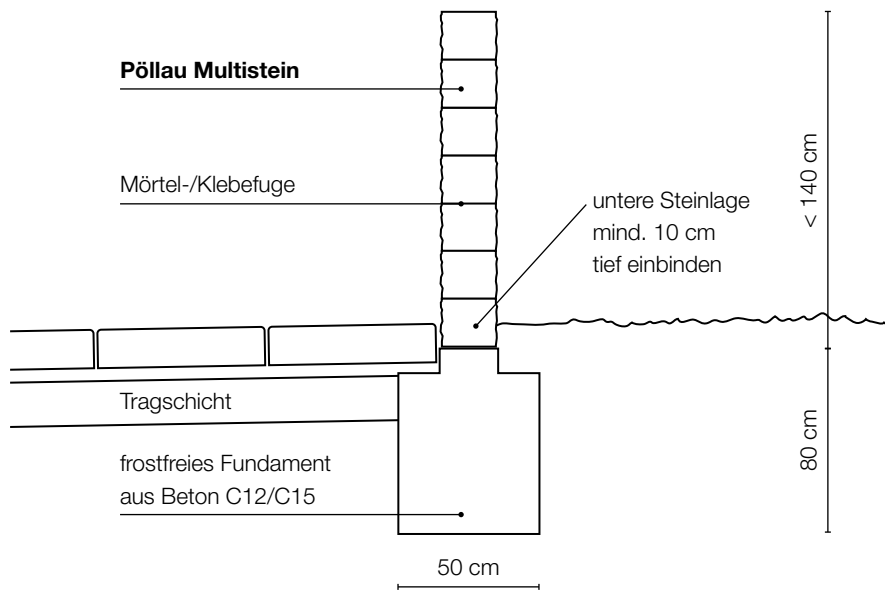 Pöllau Multistein
Mörtel-/Klebefuge
untere Steinlage
mind. 10 cm
tief einbinden
< 140 cm
Tragschicht
frostfreies Fundament
aus Beton C12/C15
80 cm
50 cm